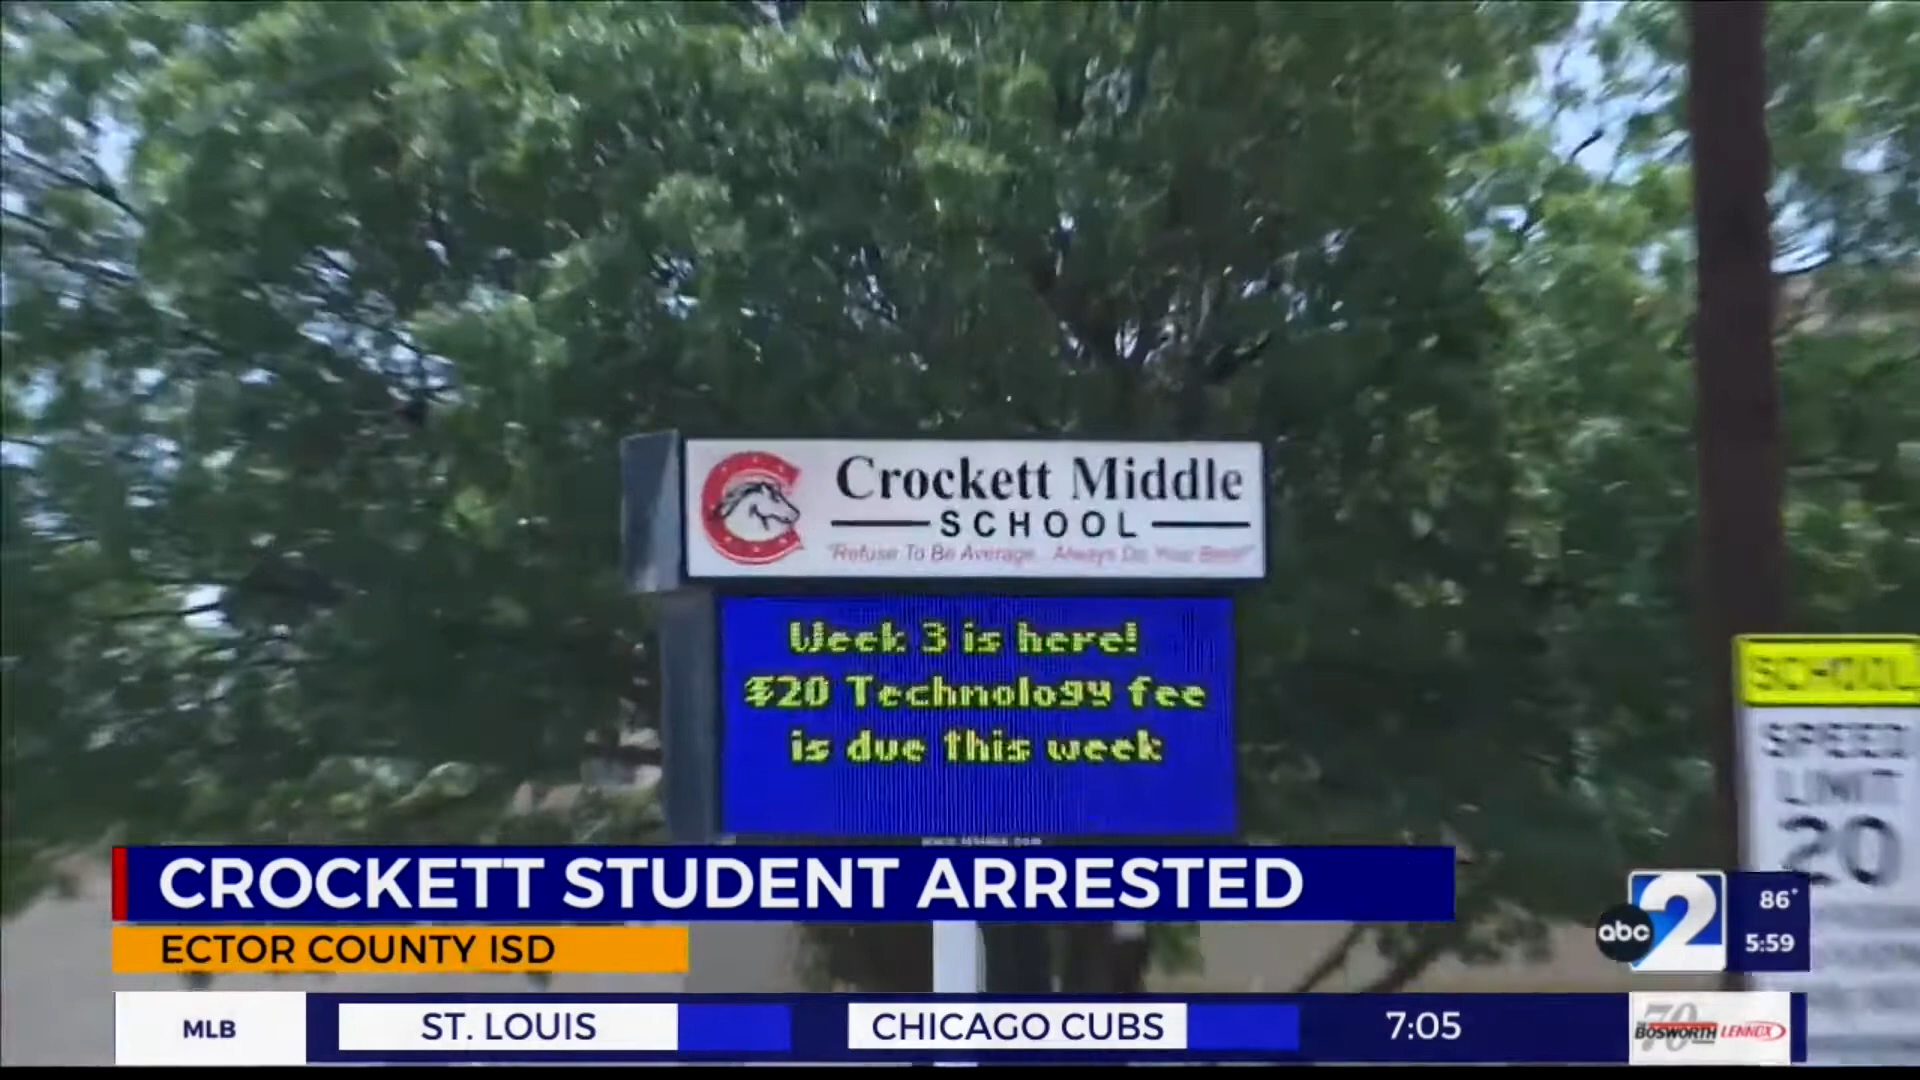 Crockett Middle
SCHOOL
"Refuse To Be Average...Always Do Your Best!"
Week 3 is here!
$20 Technology fee
is due this week
SCHOOL
SPEED
LIMIT
20
CROCKETT STUDENT ARRESTED
ECTOR COUNTY ISD
abc 2
86°
5:59
MLB ST. LOUIS CHICAGO CUBS 7:05
70 BOSWORTH LENNOX